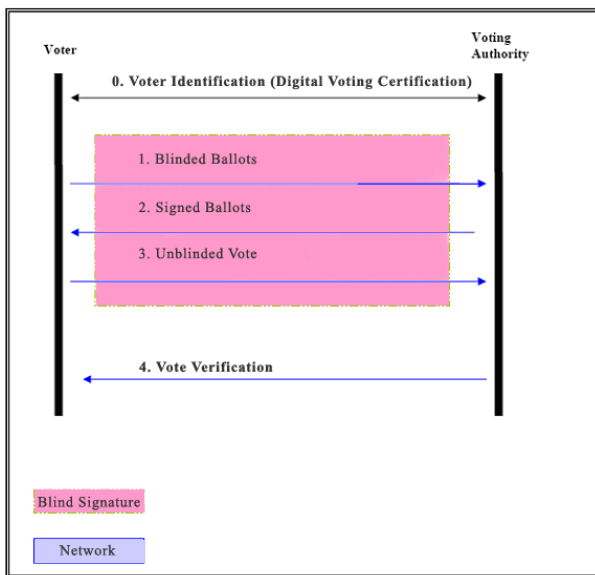 Voter
Voting
Authority
0. Voter Identification (Digital Voting Certification)
1. Blinded Ballots
2. Signed Ballots
3. Unblinded Vote
4. Vote Verification
Blind Signature
Network